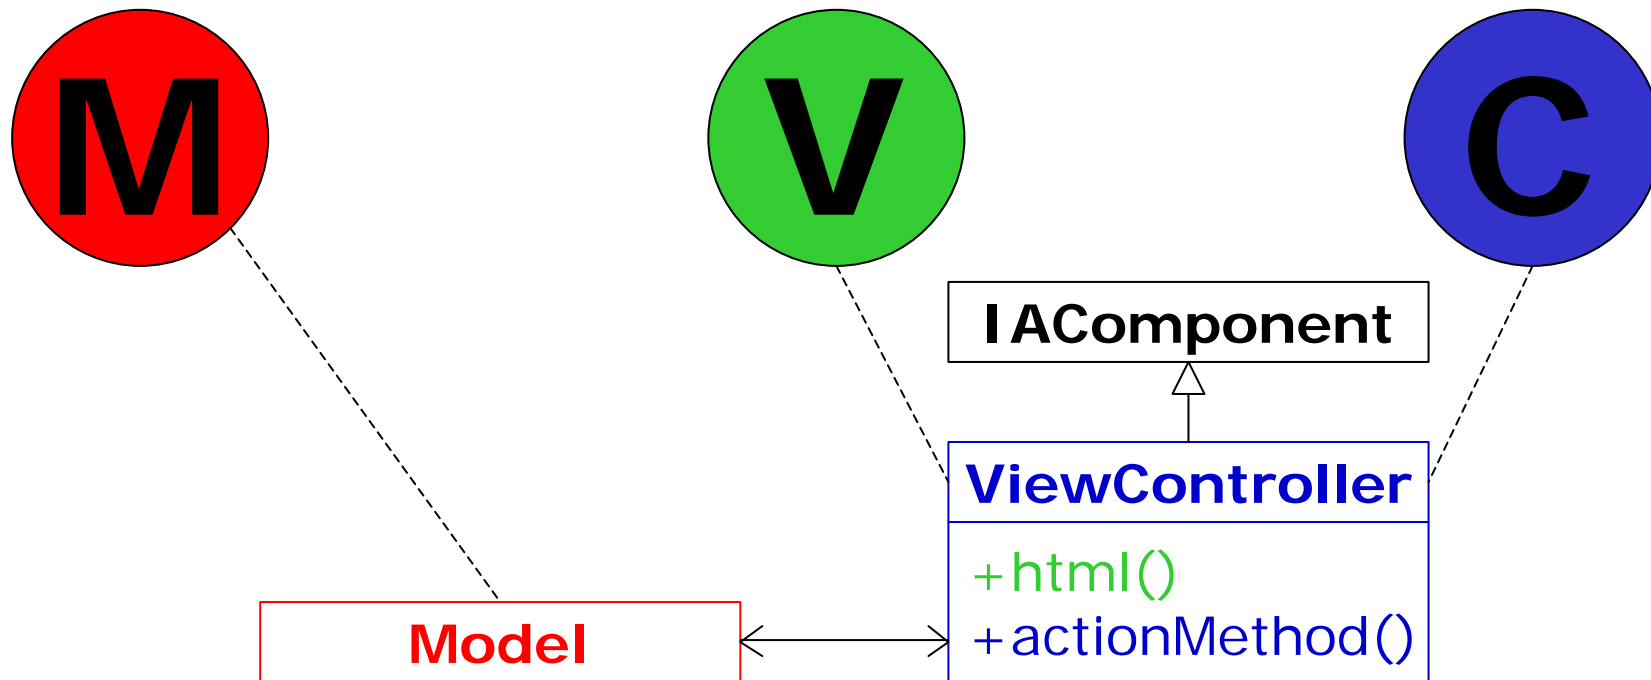 M V C
IAComponent
ViewController
+html()
+actionMethod()
Model